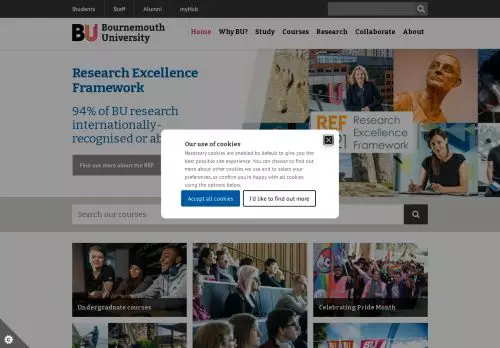 Students Staff Alumni myHub
BU Bournemouth
University
Home Why BU? Study Courses Research Collaborate About
Research Excellence
Framework
94% of BU research
internationally-
recognised or ab
Find out more about the REF
REF Research
21 Excellence
Framework
Our use of cookies
Necessary cookies are enabled by default to give you the
best possible site experience. You can choose to find out
more about other cookies we use and to select your
preferences, or confirm you're happy with all cookies
using the options below.
Accept all cookies I'd like to find out more
Search our courses
Undergraduate courses
Celebrating Pride Month
BU